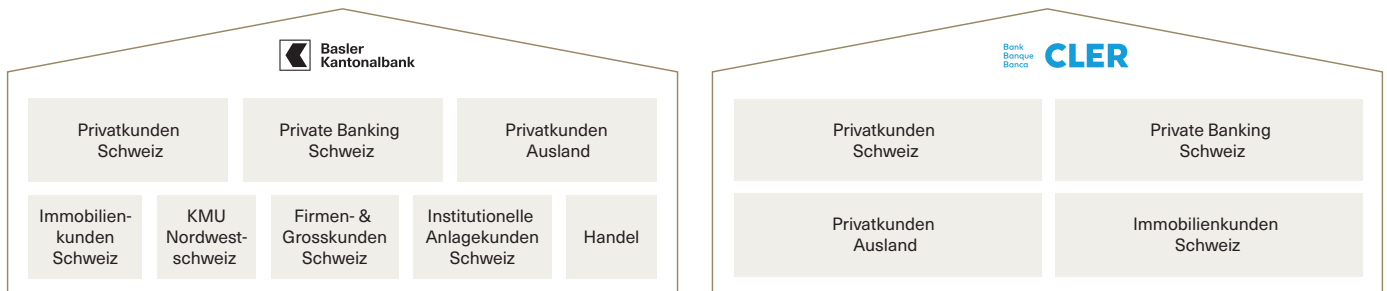 Basler
Kantonalbank
Privatkunden
Schweiz
Private Banking
Schweiz
Privatkunden
Ausland
Immobilien-
kunden
Schweiz
KMU
Nordwest-
schweiz
Firmen- &
Grosskunden
Schweiz
Institutionelle
Anlagekunden
Schweiz
Handel
Bank
Banque
Banca
CLER
Privatkunden
Schweiz
Private Banking
Schweiz
Privatkunden
Ausland
Immobilienkunden
Schweiz